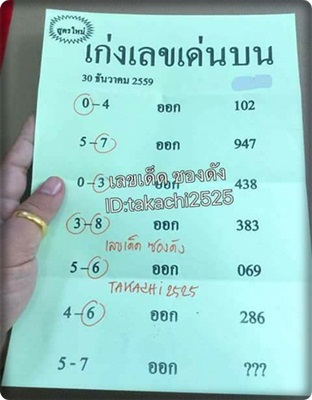 สูตรใหม่
เก่งเลขเด่นบน
30 ธันวาคม 2559
0-4 ออก 102
5-7 ออก 947
เลขเด็ด ซองดัง
0-3 ออก 438
ID:takachi2525
3-8 ออก 383
เลขเด็ด ซองดัง
5-6 ออก 069
TAKACHI 2525
4-6 ออก 286
5-7 ออก ???